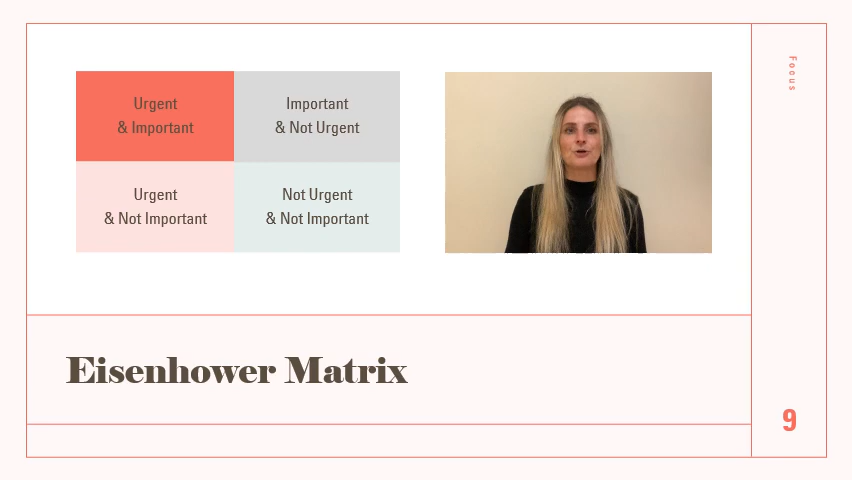 Urgent
& Important
Important
& Not Urgent
Urgent
& Not Important
Not Urgent
& Not Important
Focus
Eisenhower Matrix
9